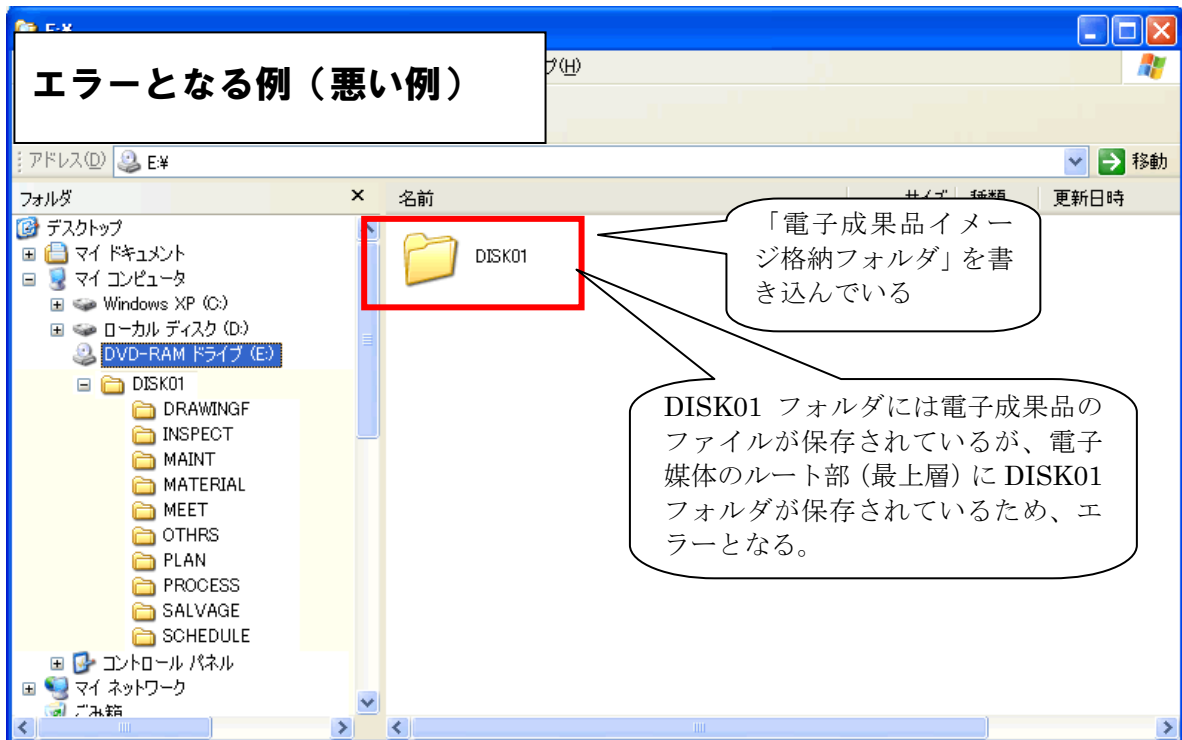 E:¥
エラーとなる例（悪い例）
プ(H)
アドレス(D) E:¥ 移動
フォルダ
名前 サイズ 種類 更新日時
デスクトップ
マイ ドキュメント
マイ コンピュータ
Windows XP (C:)
ローカル ディスク (D:)
DVD-RAM ドライブ (E:)
DISK01
DRAWINGF
INSPECT
MAINT
MATERIAL
MEET
OTHRS
PLAN
PROCESS
SALVAGE
SCHEDULE
コントロール パネル
マイ ネットワーク
ごみ箱
DISK01
「電子成果品イメー
ジ格納フォルダ」を書
き込んでいる
DISK01 フォルダには電子成果品の
ファイルが保存されているが、電子
媒体のルート部（最上層）に DISK01
フォルダが保存されているため、エ
ラーとなる。